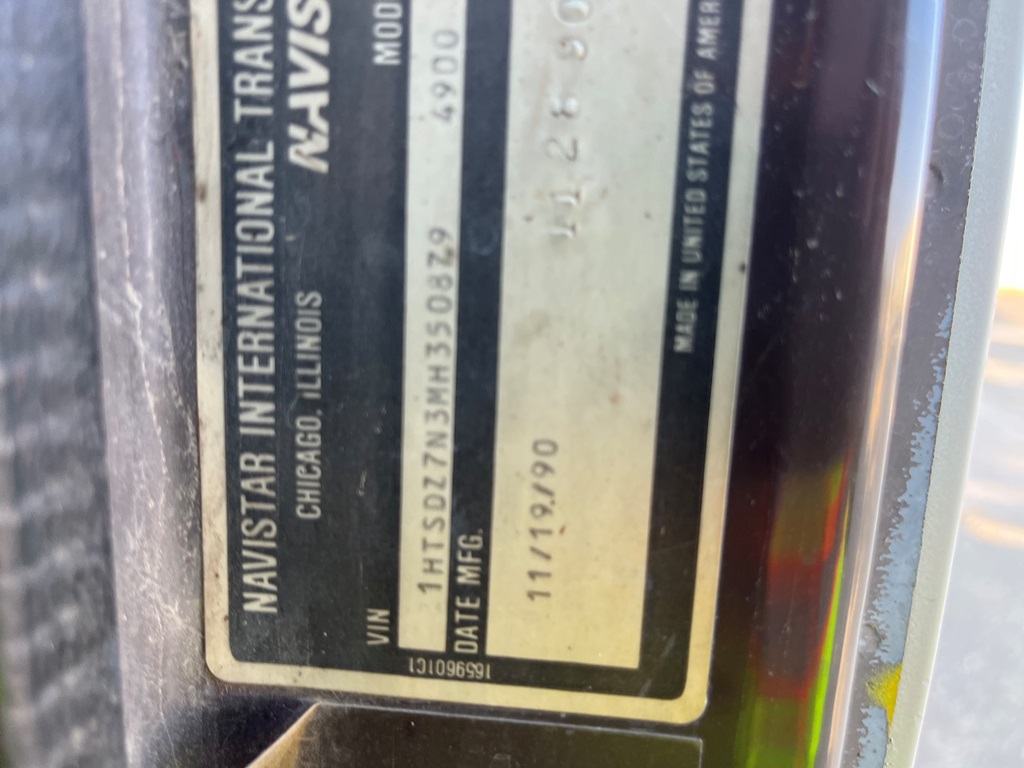 NAVISTAR INTERNATIONAL TRANS
CHICAGO, ILLINOIS
NAVIS
VIN
MOD
1HTSDZ7N3MH350829 4900
DATE MFG.
11/19/90
MADE IN UNITED STATES OF AMER
1659601C1